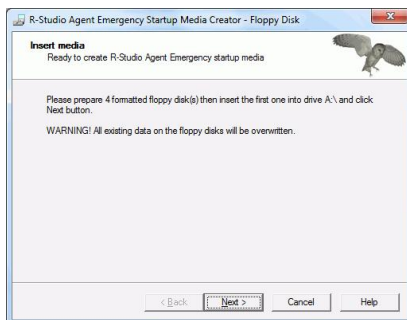 R-Studio Agent Emergency Startup Media Creator - Floppy Disk
Insert media
Ready to create R-Studio Agent Emergency startup media
Please prepare 4 formatted floppy disk(s) then insert the first one into drive A:\ and click
Next button.
WARNING! All existing data on the floppy disks will be overwritten.
< Back Next > Cancel Help